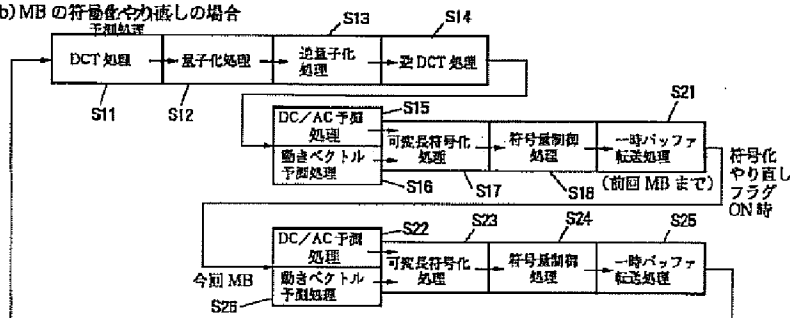 b)MBの符号化やり直しの場合
予測処理
S13
S14
DCT処理
量子化処理
逆量子化
処理
逆DCT処理
S11
S12
S15
S21
DC/AC予測
処理
動きベクトル
予測処理
可変長符号化
処理
符号量制御
処理
一時バッファ
転送処理
符号化
やり直し
フラグ
ON時
S16
S17
S18
(前回MBまで)
S22
S23
S24
S25
DC/AC予測
処理
今回MB
動きベクトル
予測処理
可変長符号化
処理
符号量制御
処理
一時バッファ
転送処理
S26